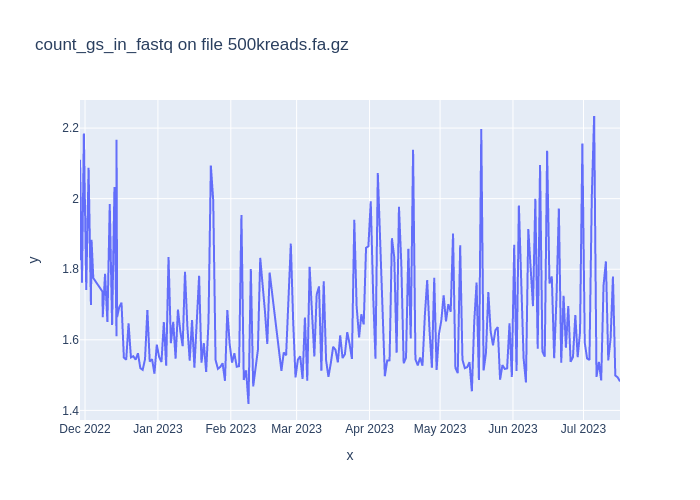 count_gs_in_fastq on file 500kreads.fa.gz
2.2
2
1.8
1.6
1.4
y
Dec 2022 Jan 2023 Feb 2023 Mar 2023 Apr 2023 May 2023 Jun 2023 Jul 2023
x